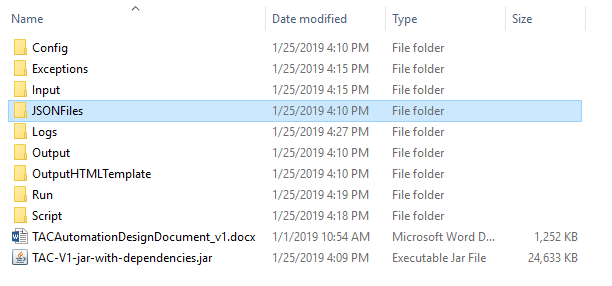 Name Date modified Type Size
Config 1/25/2019 4:10 PM File folder
Exceptions 1/25/2019 4:15 PM File folder
Input 1/25/2019 4:15 PM File folder
JSONFiles 1/25/2019 4:10 PM File folder
Logs 1/25/2019 4:27 PM File folder
Output 1/25/2019 4:10 PM File folder
OutputHTMLTemplate 1/25/2019 4:10 PM File folder
Run 1/25/2019 4:19 PM File folder
Script 1/25/2019 4:18 PM File folder
TACAutomationDesignDocument_v1.docx 1/1/2019 10:54 AM Microsoft Word D... 1,252 KB
TAC-V1-jar-with-dependencies.jar 1/25/2019 4:09 PM Executable Jar File 24,633 KB